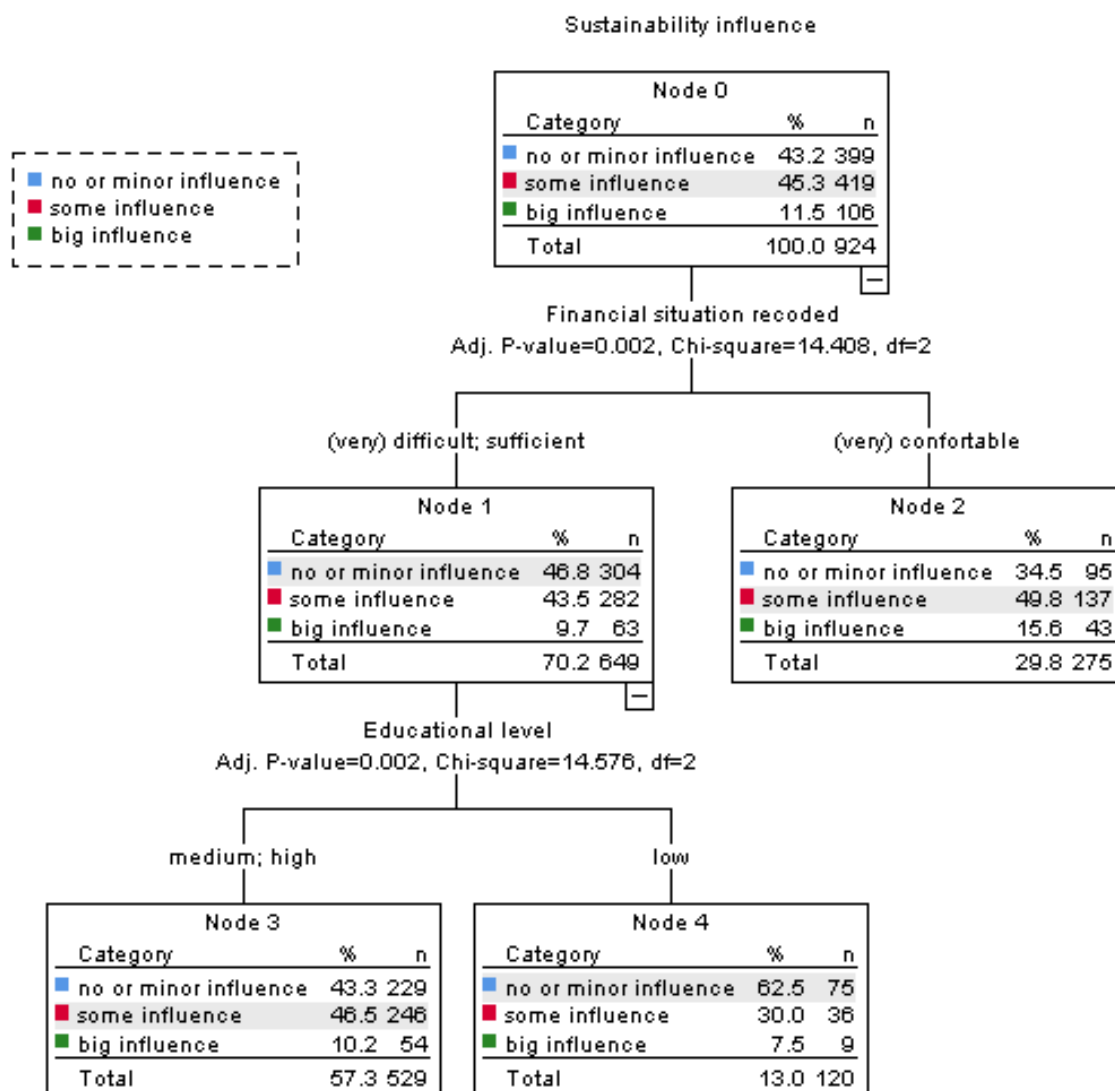 Sustainability influence
Node 0
Category % n
no or minor influence 43.2 399
some influence 45.3 419
big influence 11.5 106
Total 100.0 924
no or minor influence
some influence
big influence
Financial situation recoded
Adj. P-value=0.002, Chi-square=14.408, df=2
(very) difficult; sufficient
(very) confortable
Node 1
Category % n
no or minor influence 46.8 304
some influence 43.5 282
big influence 9.7 63
Total 70.2 649
Node 2
Category % n
no or minor influence 34.5 95
some influence 49.8 137
big influence 15.6 43
Total 29.8 275
Educational level
Adj. P-value=0.002, Chi-square=14.576, df=2
medium; high
low
Node 3
Category % n
no or minor influence 43.3 229
some influence 46.5 246
big influence 10.2 54
Total 57.3 529
Node 4
Category % n
no or minor influence 62.5 75
some influence 30.0 36
big influence 7.5 9
Total 13.0 120